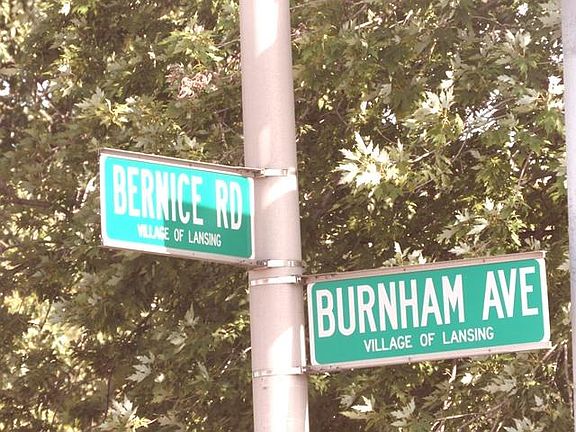 BERNICE RD
VILLAGE OF LANSING
BURNHAM AVE
VILLAGE OF LANSING